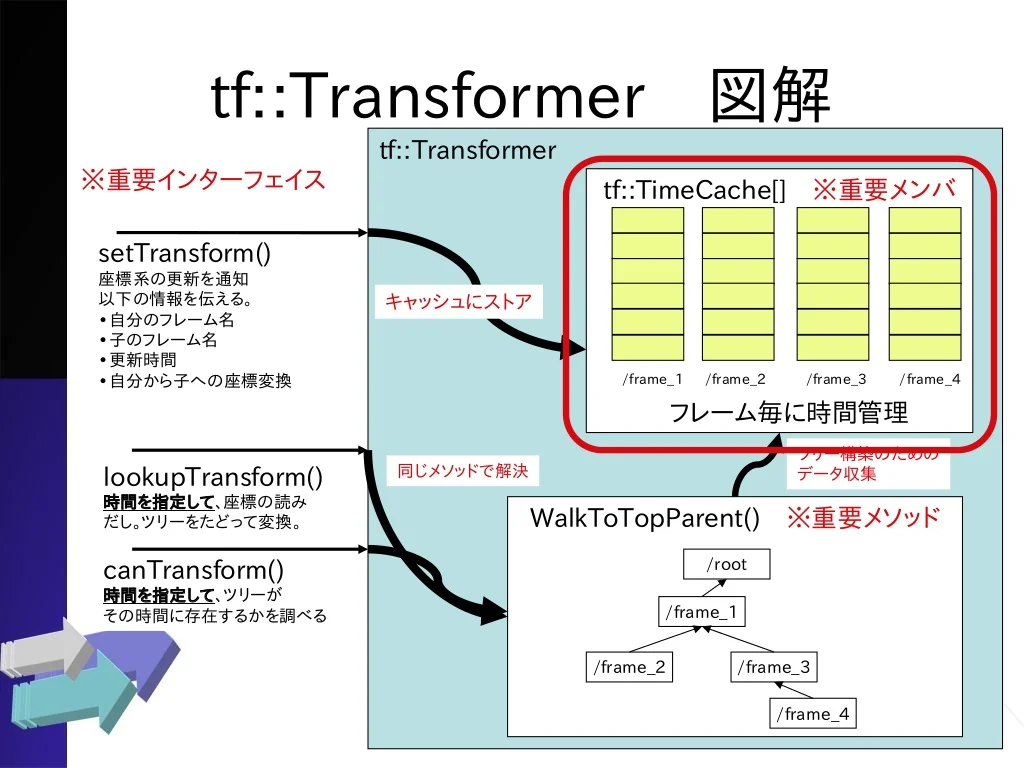 tf::Transformer　図解
tf::Transformer
※重要インターフェイス
tf::TimeCache[]　※重要メンバ
setTransform()
座標系の更新を通知
以下の情報を伝える。
•自分のフレーム名
•子のフレーム名
•更新時間
•自分から子への座標変換
キャッシュにストア
/frame_1 /frame_2 /frame_3 /frame_4
フレーム毎に時間管理
ツリー構築のための
データ収集
同じメソッドで解決
lookupTransform()
時間を指定して、座標の読み
だし。ツリーをたどって変換。
canTransform()
時間を指定して、ツリーが
その時間に存在するかを調べる
WalkToTopParent()　※重要メソッド
/root
/frame_1
/frame_2 /frame_3
/frame_4